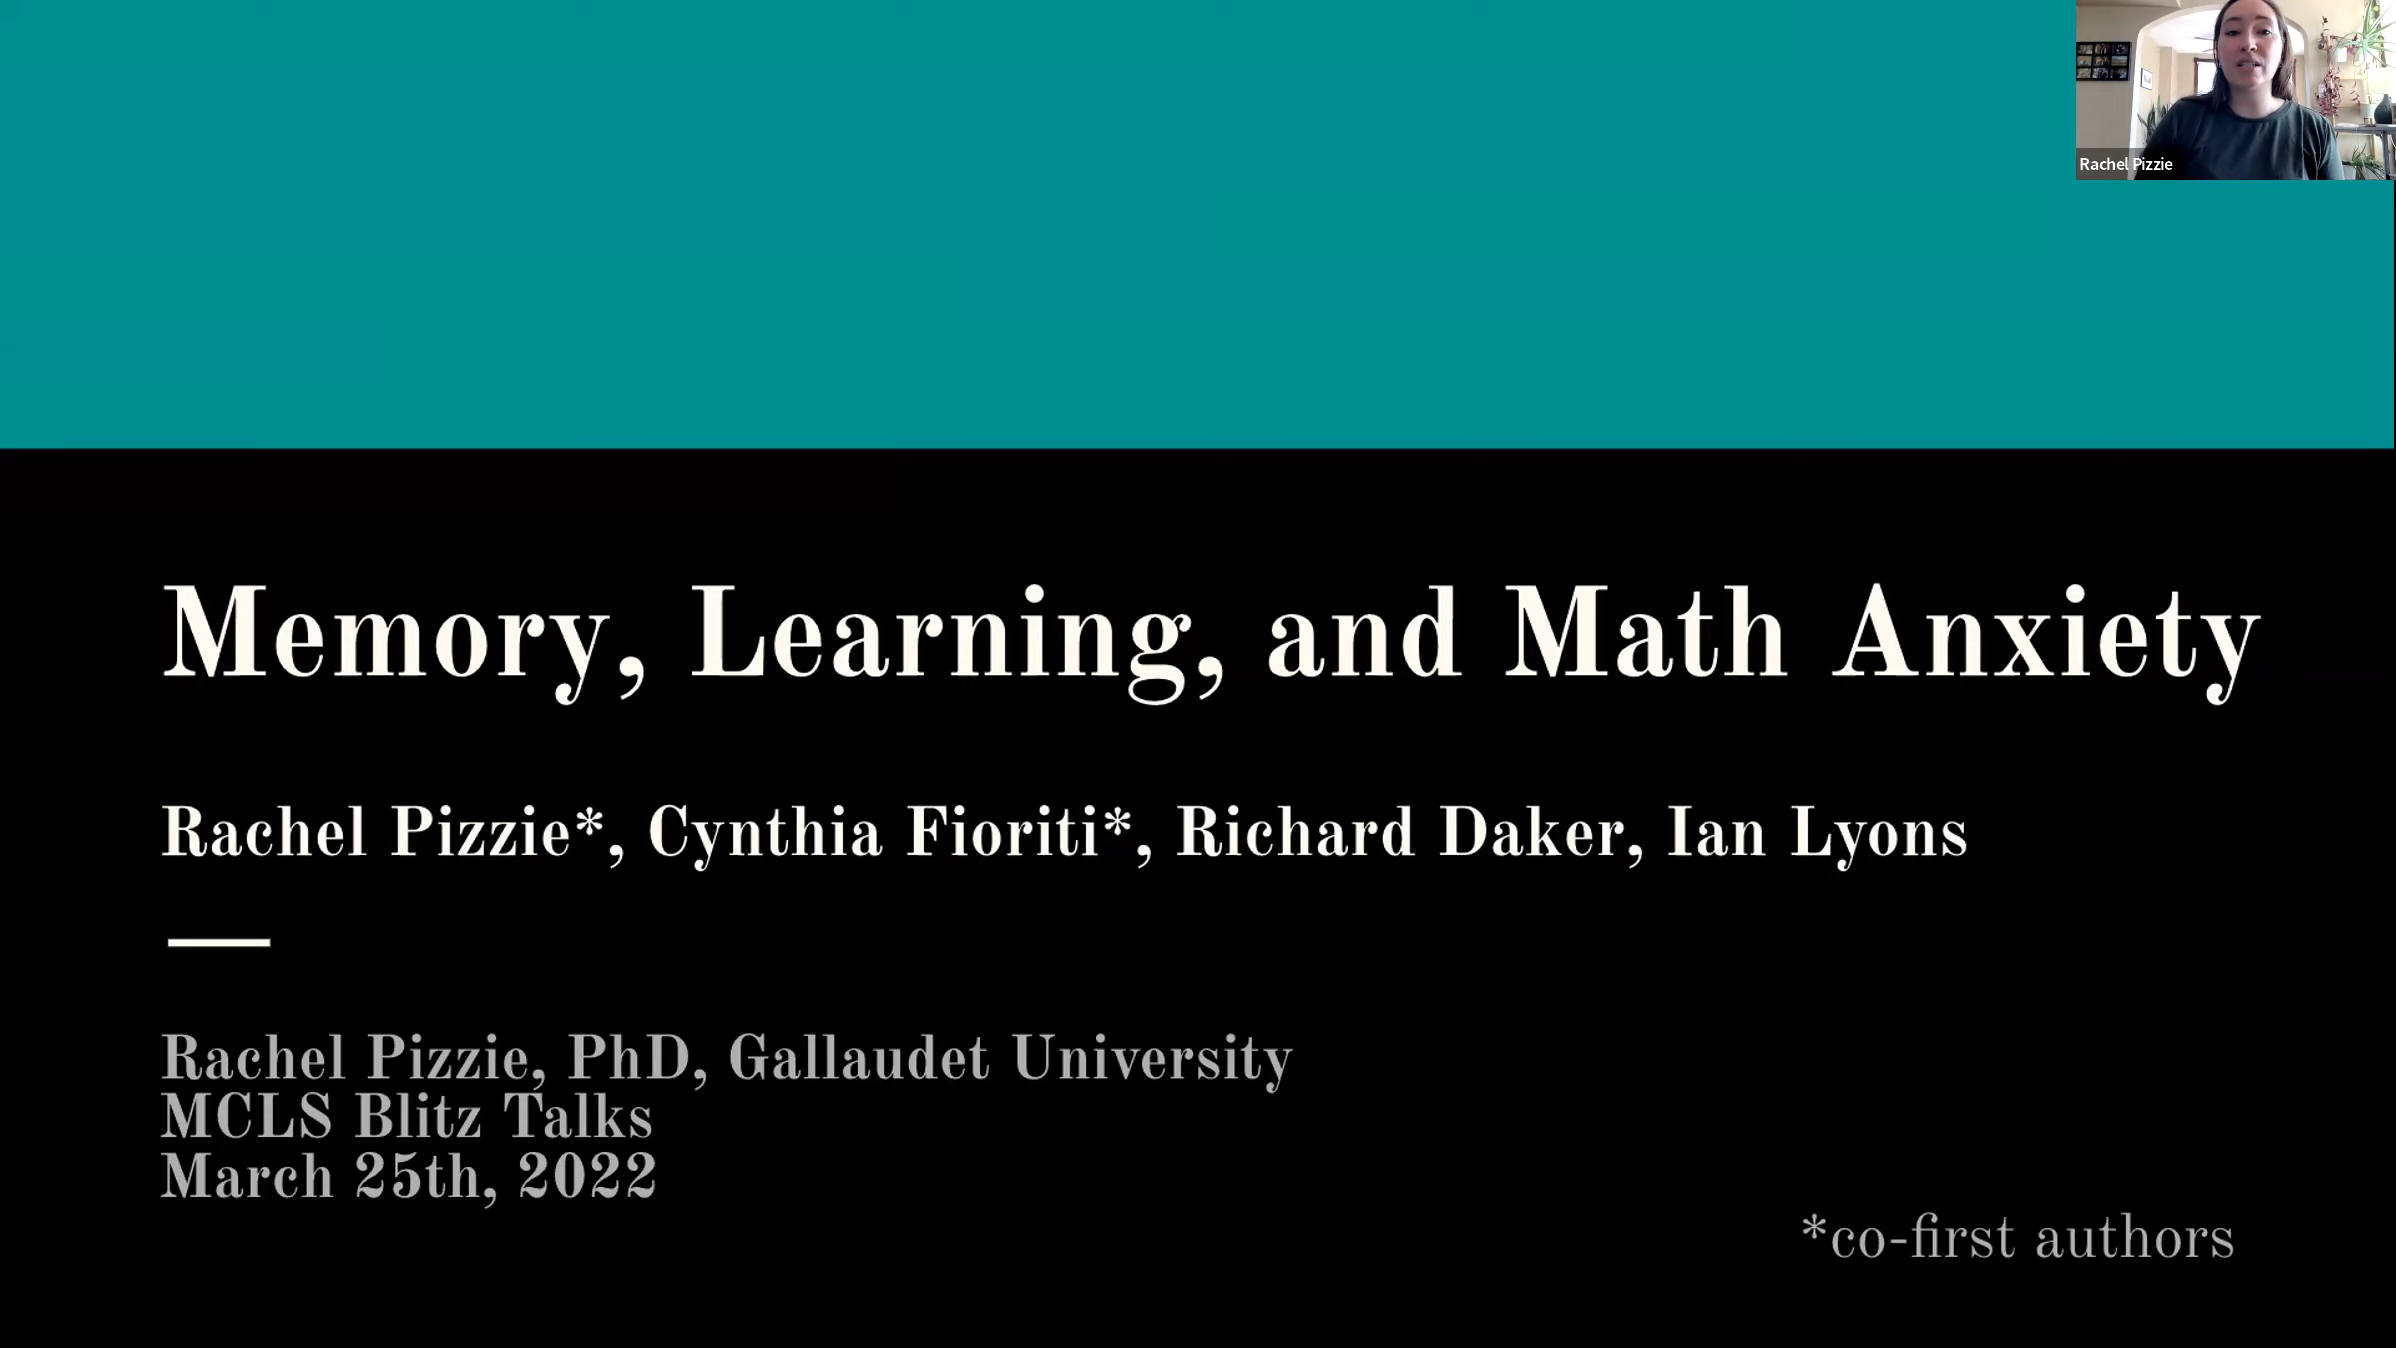 Rachel Pizzie
Memory, Learning, and Math Anxiety
Rachel Pizzie*, Cynthia Fioriti*, Richard Daker, Ian Lyons
Rachel Pizzie, PhD, Gallaudet University
MCLS Blitz Talks
March 25th, 2022
*co-first authors